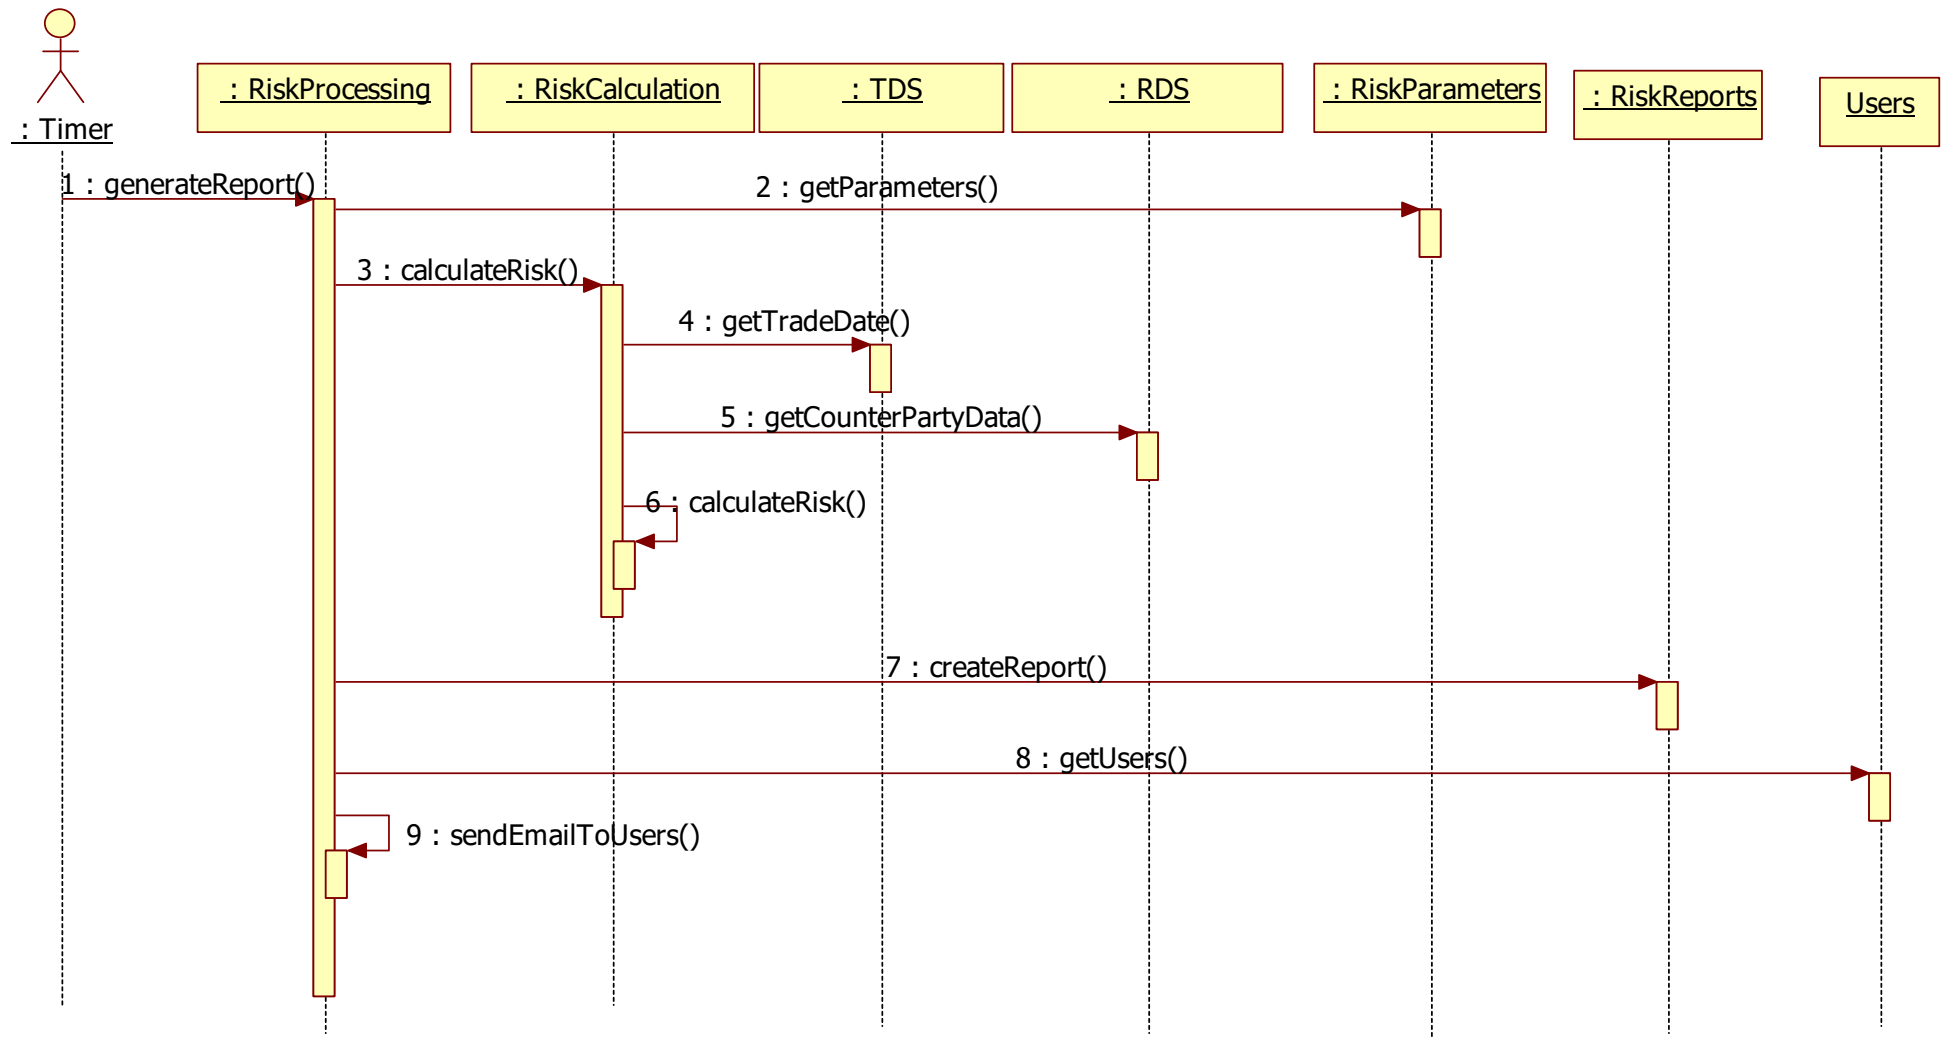 : Timer
: RiskProcessing
: RiskCalculation
: TDS
: RDS
: RiskParameters
: RiskReports
Users
1 : generateReport()
2 : getParameters()
3 : calculateRisk()
4 : getTradeDate()
5 : getCounterPartyData()
6 : calculateRisk()
7 : createReport()
8 : getUsers()
9 : sendEmailToUsers()